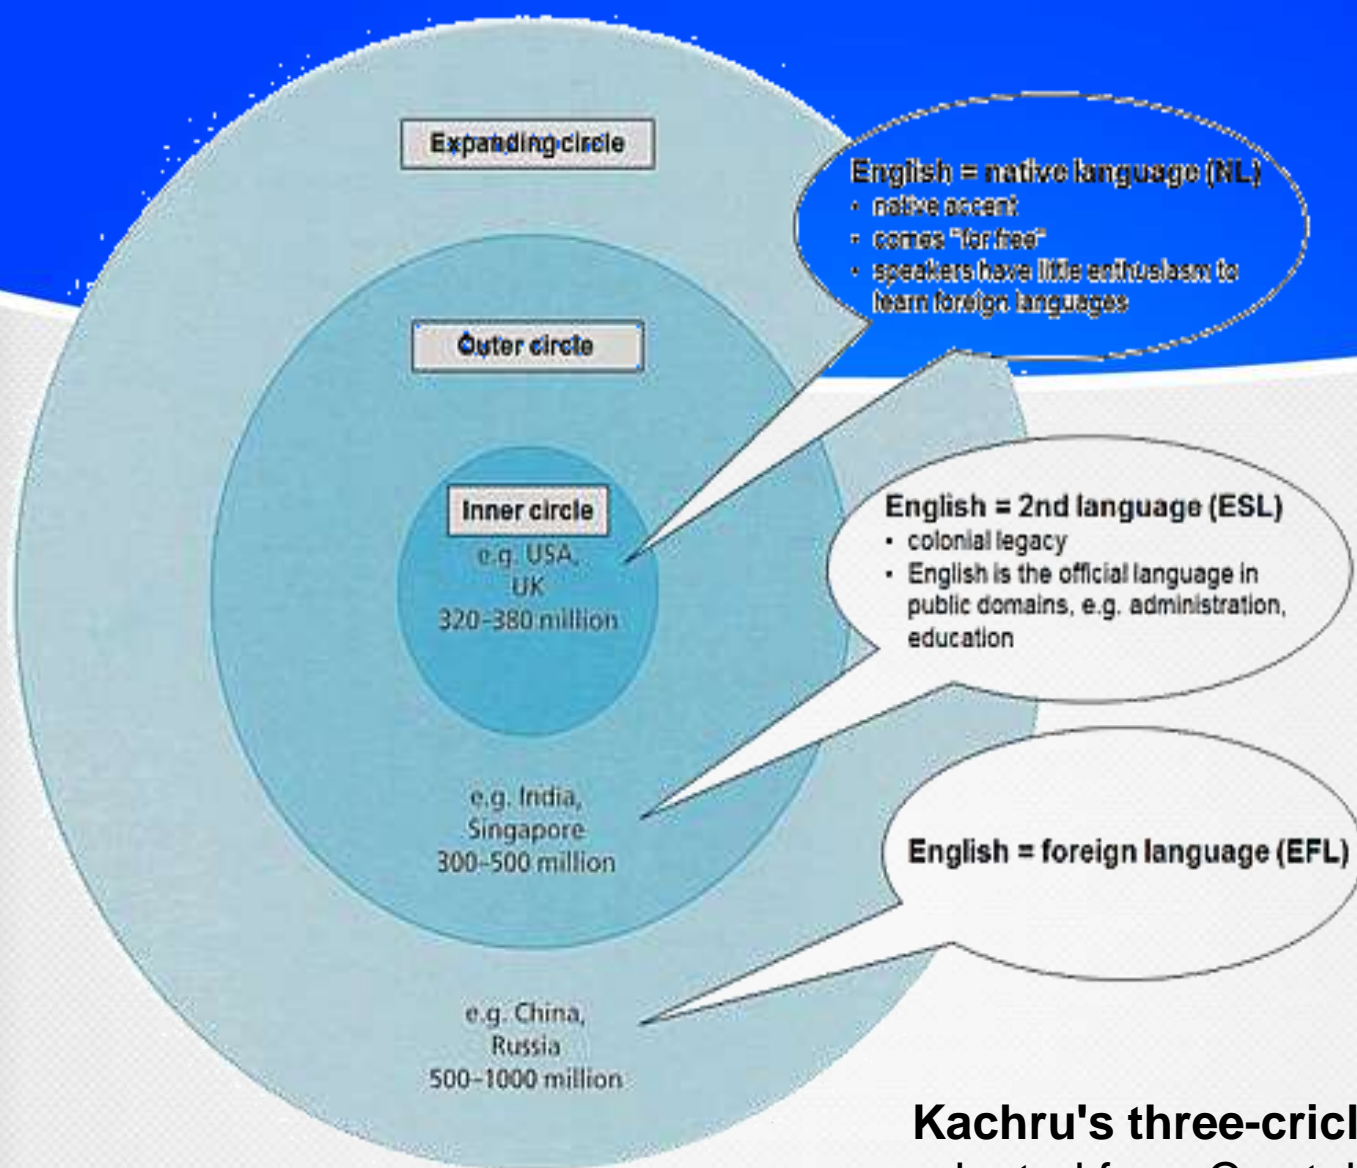 Expanding circle
English = native language (NL)
• native accent
• comes "for free"
• speakers have little enthusiasm to
learn foreign languages
Outer circle
Inner circle
e.g. USA,
UK
320–380 million
English = 2nd language (ESL)
• colonial legacy
• English is the official language in
public domains, e.g. administration,
education
e.g. India,
Singapore
300–500 million
English = foreign language (EFL)
e.g. China,
Russia
500–1000 million
Kachru's three-cricl